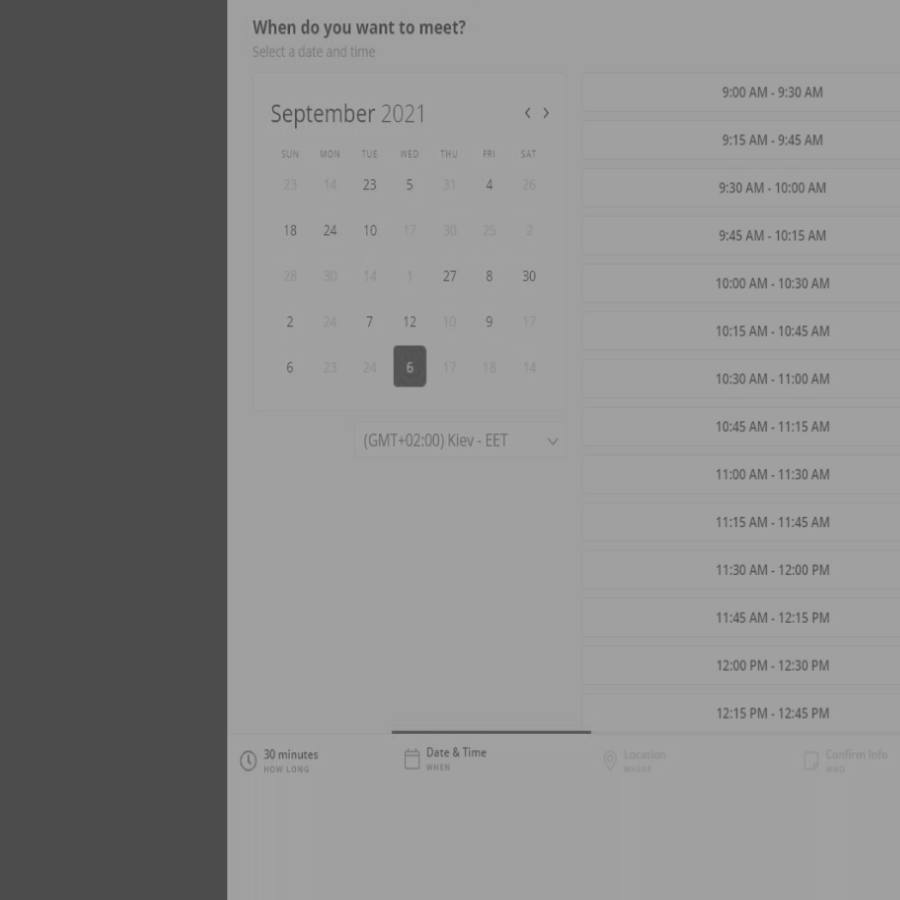 When do you want to meet?
Select a date and time
September 2021
SUN MON TUE WED THU FRI SAT
23 14 23 5 31 4 26
18 24 10 17 30 25 2
28 30 14 1 27 8 30
2 24 7 12 10 9 17
6 23 24 6 17 18 14
(GMT+02:00) Kiev - EET
9:00 AM - 9:30 AM
9:15 AM - 9:45 AM
9:30 AM - 10:00 AM
9:45 AM - 10:15 AM
10:00 AM - 10:30 AM
10:15 AM - 10:45 AM
10:30 AM - 11:00 AM
10:45 AM - 11:15 AM
11:00 AM - 11:30 AM
11:15 AM - 11:45 AM
11:30 AM - 12:00 PM
11:45 AM - 12:15 PM
12:00 PM - 12:30 PM
12:15 PM - 12:45 PM
30 minutes
HOW LONG
Date & Time
WHEN
Location
WHERE
Confirm Info
WHO